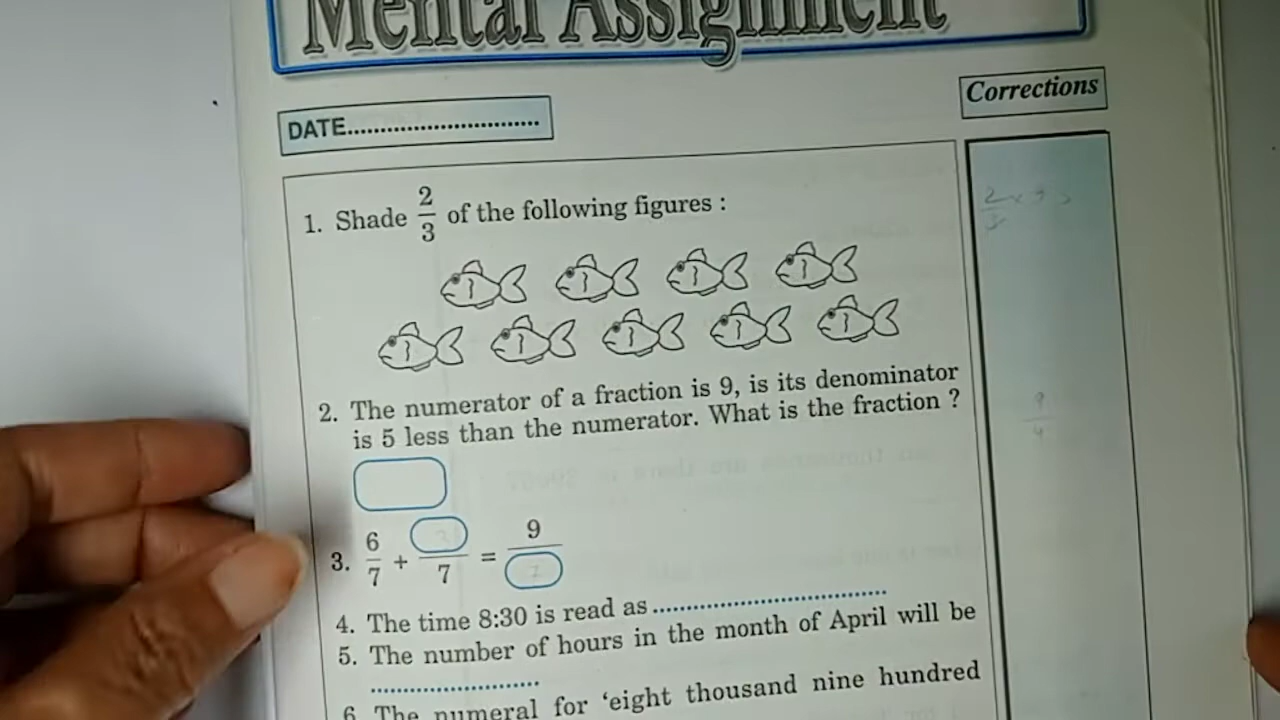 Mental Assignment
Corrections
DATE..............................
1. Shade 2/3 of the following figures :
2. The numerator of a fraction is 9, is its denominator
is 5 less than the numerator. What is the fraction ?
3. 6/7 + /7 = 9/
4. The time 8:30 is read as ..............................
5. The number of hours in the month of April will be
..............................
6. The numeral for ‘eight thousand nine hundred
9
4